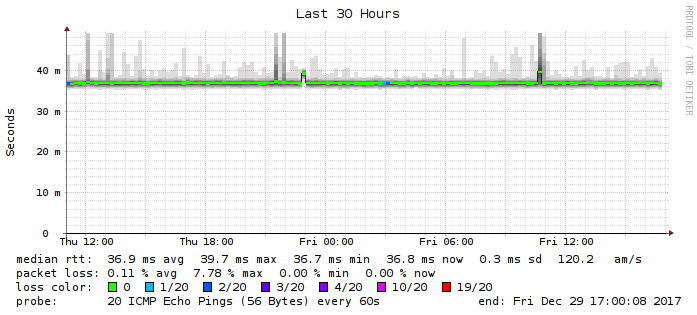 Last 30 Hours
RRDTOOL / TOBI OETIKER
Seconds
40 m
30 m
20 m
10 m
0
Thu 12:00 Thu 18:00 Fri 00:00 Fri 06:00 Fri 12:00
median rtt: 36.9 ms avg 39.7 ms max 36.7 ms min 36.8 ms now 0.3 ms sd 120.2 am/s
packet loss: 0.11 % avg 7.78 % max 0.00 % min 0.00 % now
loss color: 0 1/20 2/20 3/20 4/20 10/20 19/20
probe: 20 ICMP Echo Pings (56 Bytes) every 60s end: Fri Dec 29 17:00:08 2017